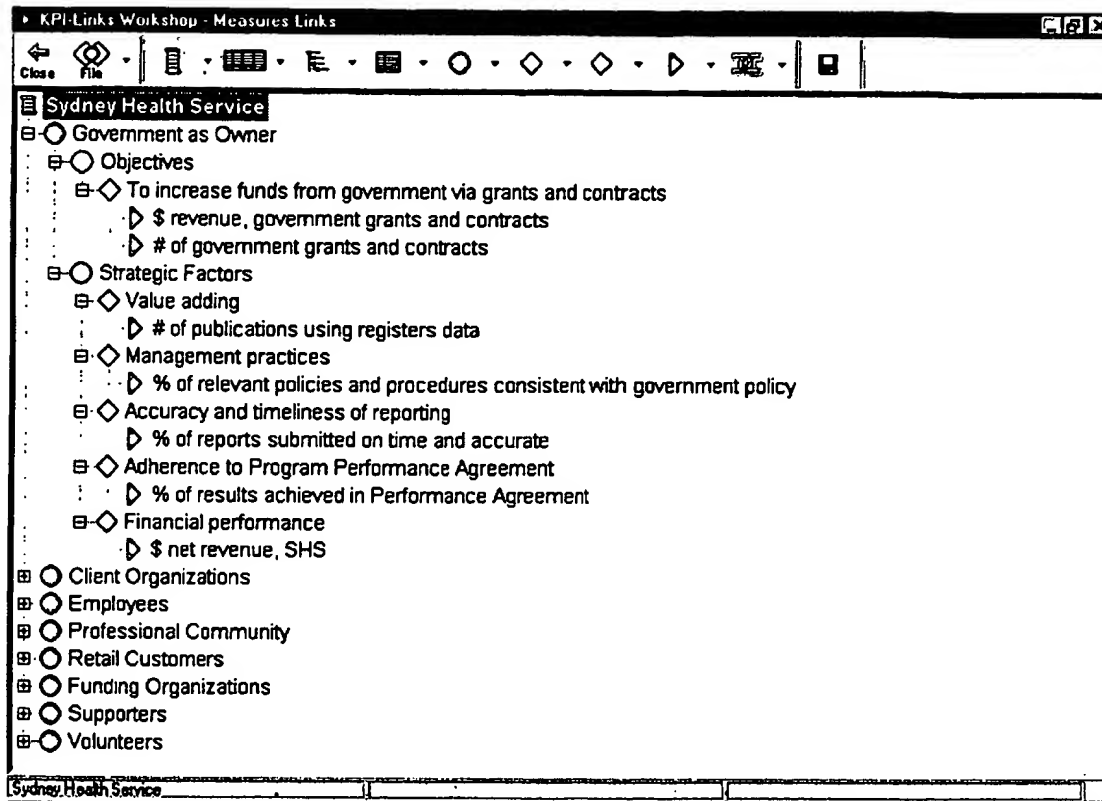 KPI-Links Workshop - Measures Links
Close File
Sydney Health Service
Government as Owner
Objectives
To increase funds from government via grants and contracts
$ revenue, government grants and contracts
# of government grants and contracts
Strategic Factors
Value adding
# of publications using registers data
Management practices
% of relevant policies and procedures consistent with government policy
Accuracy and timeliness of reporting
% of reports submitted on time and accurate
Adherence to Program Performance Agreement
% of results achieved in Performance Agreement
Financial performance
$ net revenue, SHS
Client Organizations
Employees
Professional Community
Retail Customers
Funding Organizations
Supporters
Volunteers
Sydney Health Service